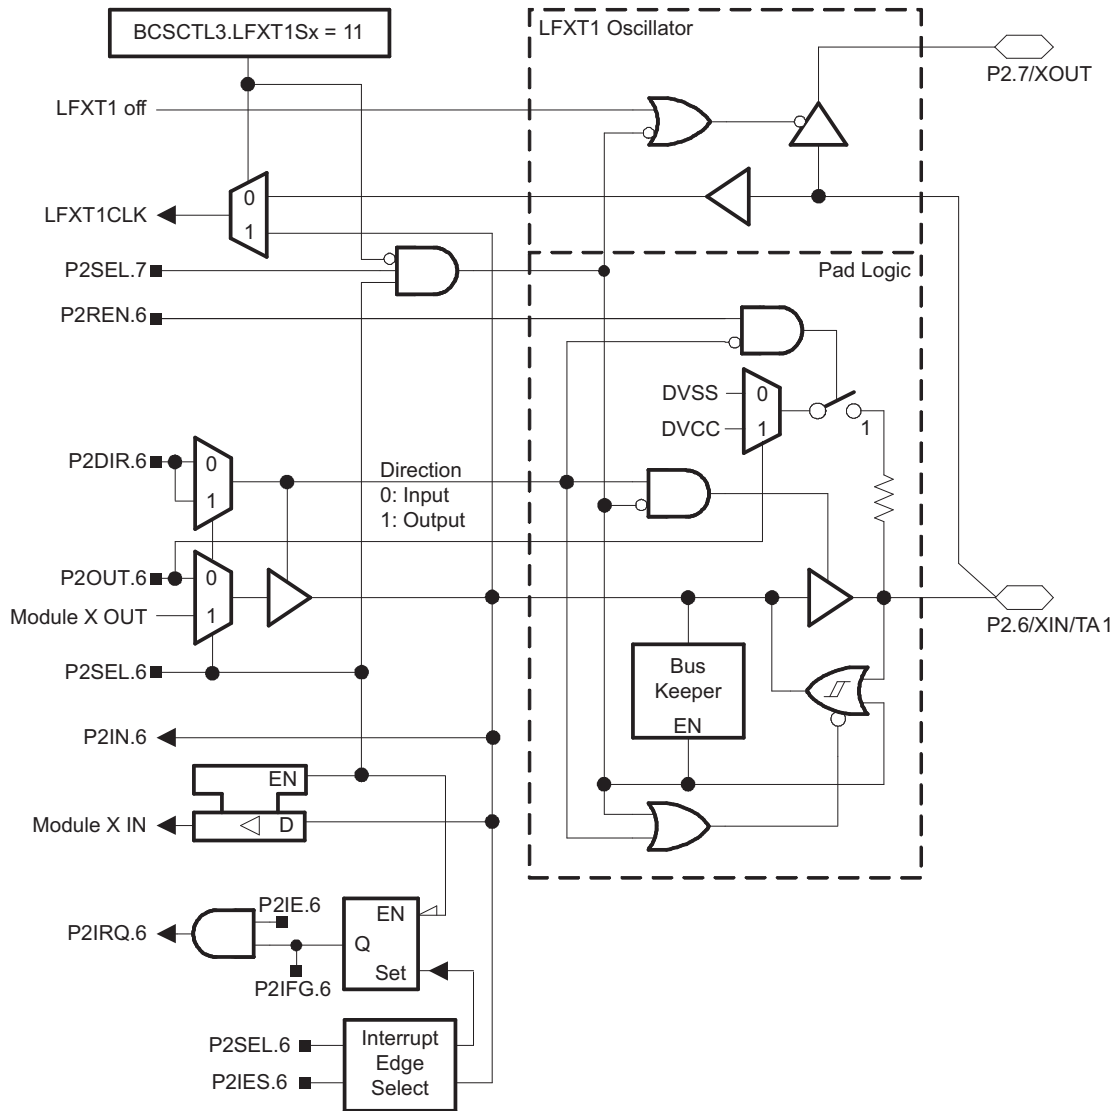 BCSCTL3.LFXT1Sx = 11
LFXT1 Oscillator
P2.7/XOUT
LFXT1 off
0
LFXT1CLK
1
P2SEL.7
Pad Logic
P2REN.6
DVSS
0
DVCC
1
1
P2DIR.6
0
1
Direction
0: Input
1: Output
P2OUT.6
0
Module X OUT
1
P2.6/XIN/TA1
P2SEL.6
Bus
Keeper
EN
P2IN.6
EN
Module X IN
D
P2IE.6
EN
P2IRQ.6
Q
Set
P2IFG.6
P2SEL.6
P2IES.6
Interrupt
Edge
Select